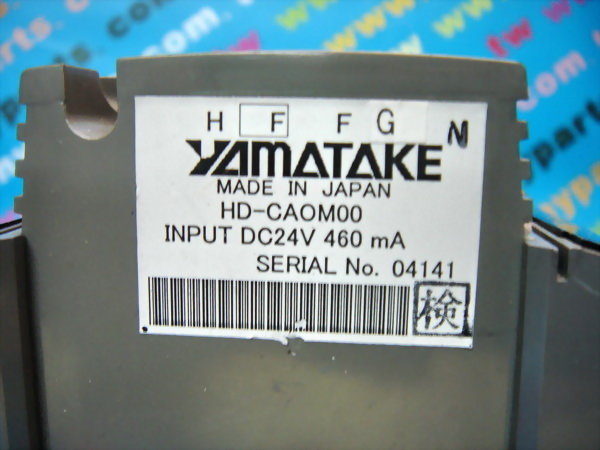 H F F G N
YAMATAKE
MADE IN JAPAN
HD-CAOM00
INPUT DC24V 460 mA
SERIAL No. 04141
検